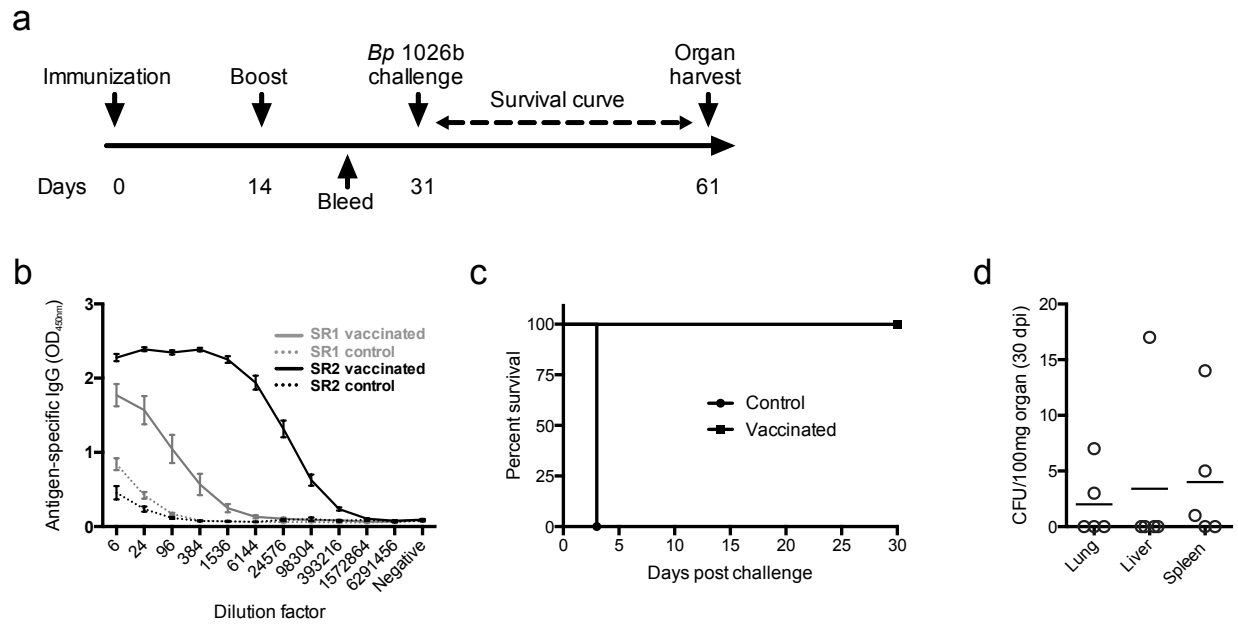 a
Immunization
Boost
Bp 1026b
challenge
Organ
harvest
Survival curve
Days 0 14 31 61
Bleed
b
Antigen-specific IgG (OD450nm)
3
2
1
0
SR1 vaccinated
SR1 control
SR2 vaccinated
SR2 control
6 24 96 384 1536 6144 24576 98304 393216 1572864 6291456 Negative
Dilution factor
c
Percent survival
100
75
50
25
0
Control
Vaccinated
0 5 10 15 20 25 30
Days post challenge
d
CFU/100mg organ (30 dpi)
20
15
10
5
0
Lung Liver Spleen